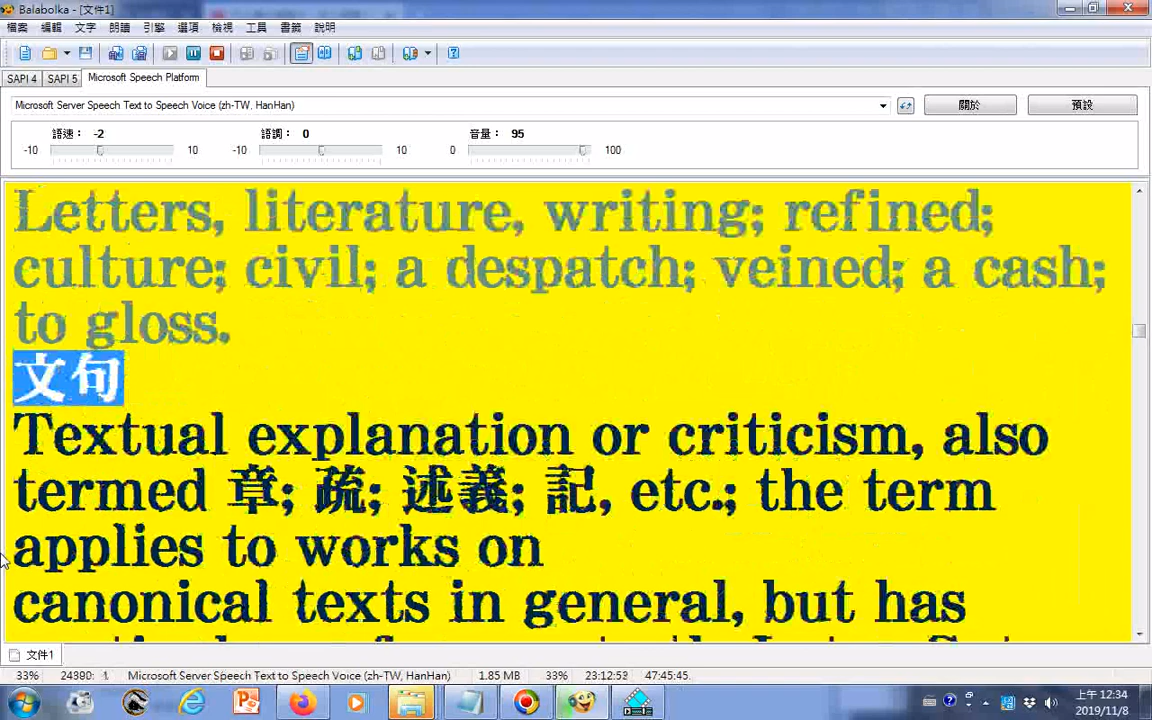 Balabolka - [文件1]
檔案 編輯 文字 朗讀 引擎 選項 檢視 工具 書籤 說明
SAPI 4 SAPI 5 Microsoft Speech Platform
Microsoft Server Speech Text to Speech Voice (zh-TW, HanHan) 關於 預設
語速： -2 語調： 0 音量： 95
-10 10 -10 10 0 100
Letters, literature, writing; refined;
culture; civil; a despatch; veined; a cash;
to gloss.
文句
Textual explanation or criticism, also
termed 章; 疏; 述義; 記, etc.; the term
applies to works on
canonical texts in general, but has
文件1
33% Microsoft Server Speech Text to Speech Voice (zh-TW, HanHan) 1.85 MB 33% 23:12:53 47:45:45.
上午 12:34
2019/11/8